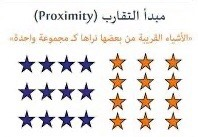 مبدأ التقارب (Proximity)
«الأشياء القريبة من بعضها نراها كـ مجموعة واحدة»